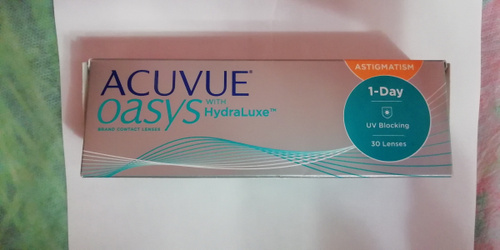 ACUVUE®
oasys WITH HydraLuxe™
BRAND CONTACT LENSES
ASTIGMATISM
1-Day
UV Blocking
30 Lenses